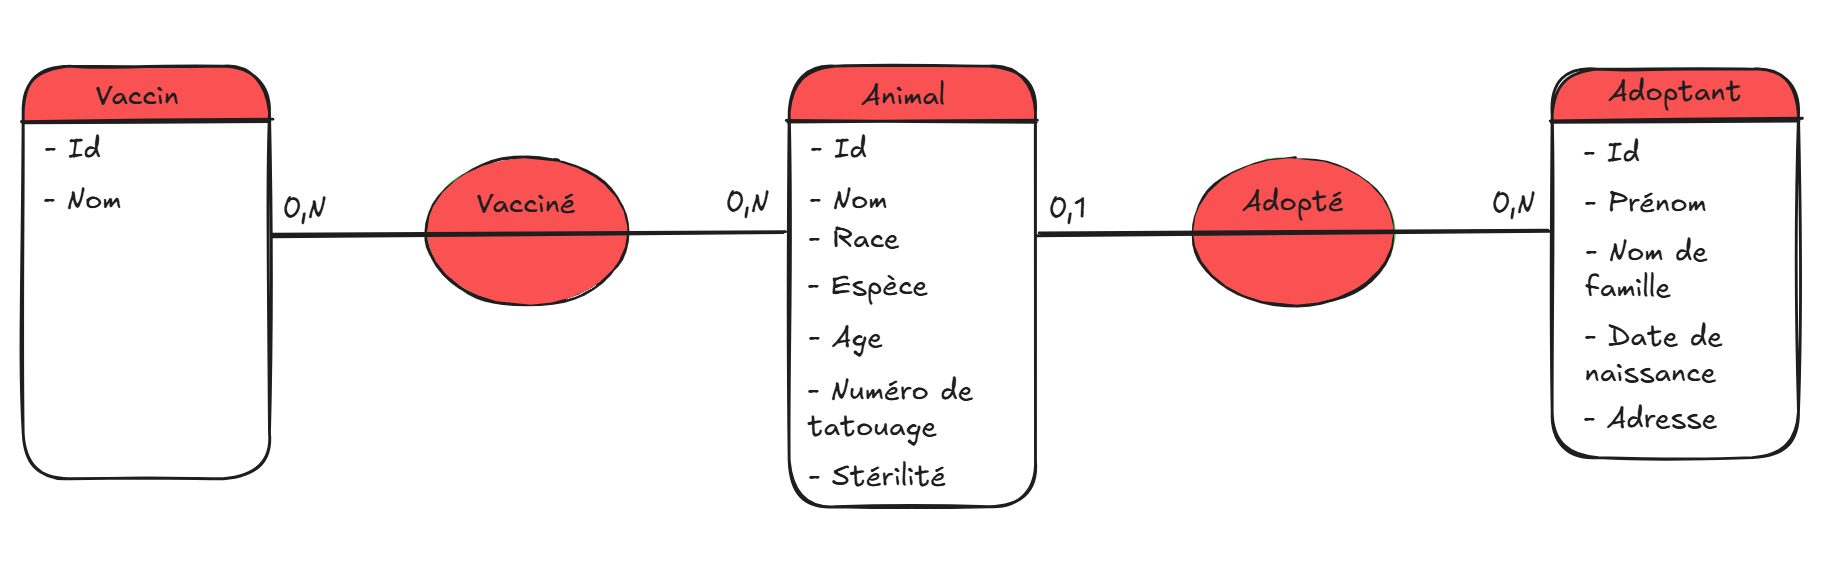 Vaccin
- Id
- Nom
0,N
Vacciné
0,N
Animal
- Id
- Nom
- Race
- Espèce
- Age
- Numéro de
tatouage
- Stérilité
0,1
Adopté
0,N
Adoptant
- Id
- Prénom
- Nom de
famille
- Date de
naissance
- Adresse